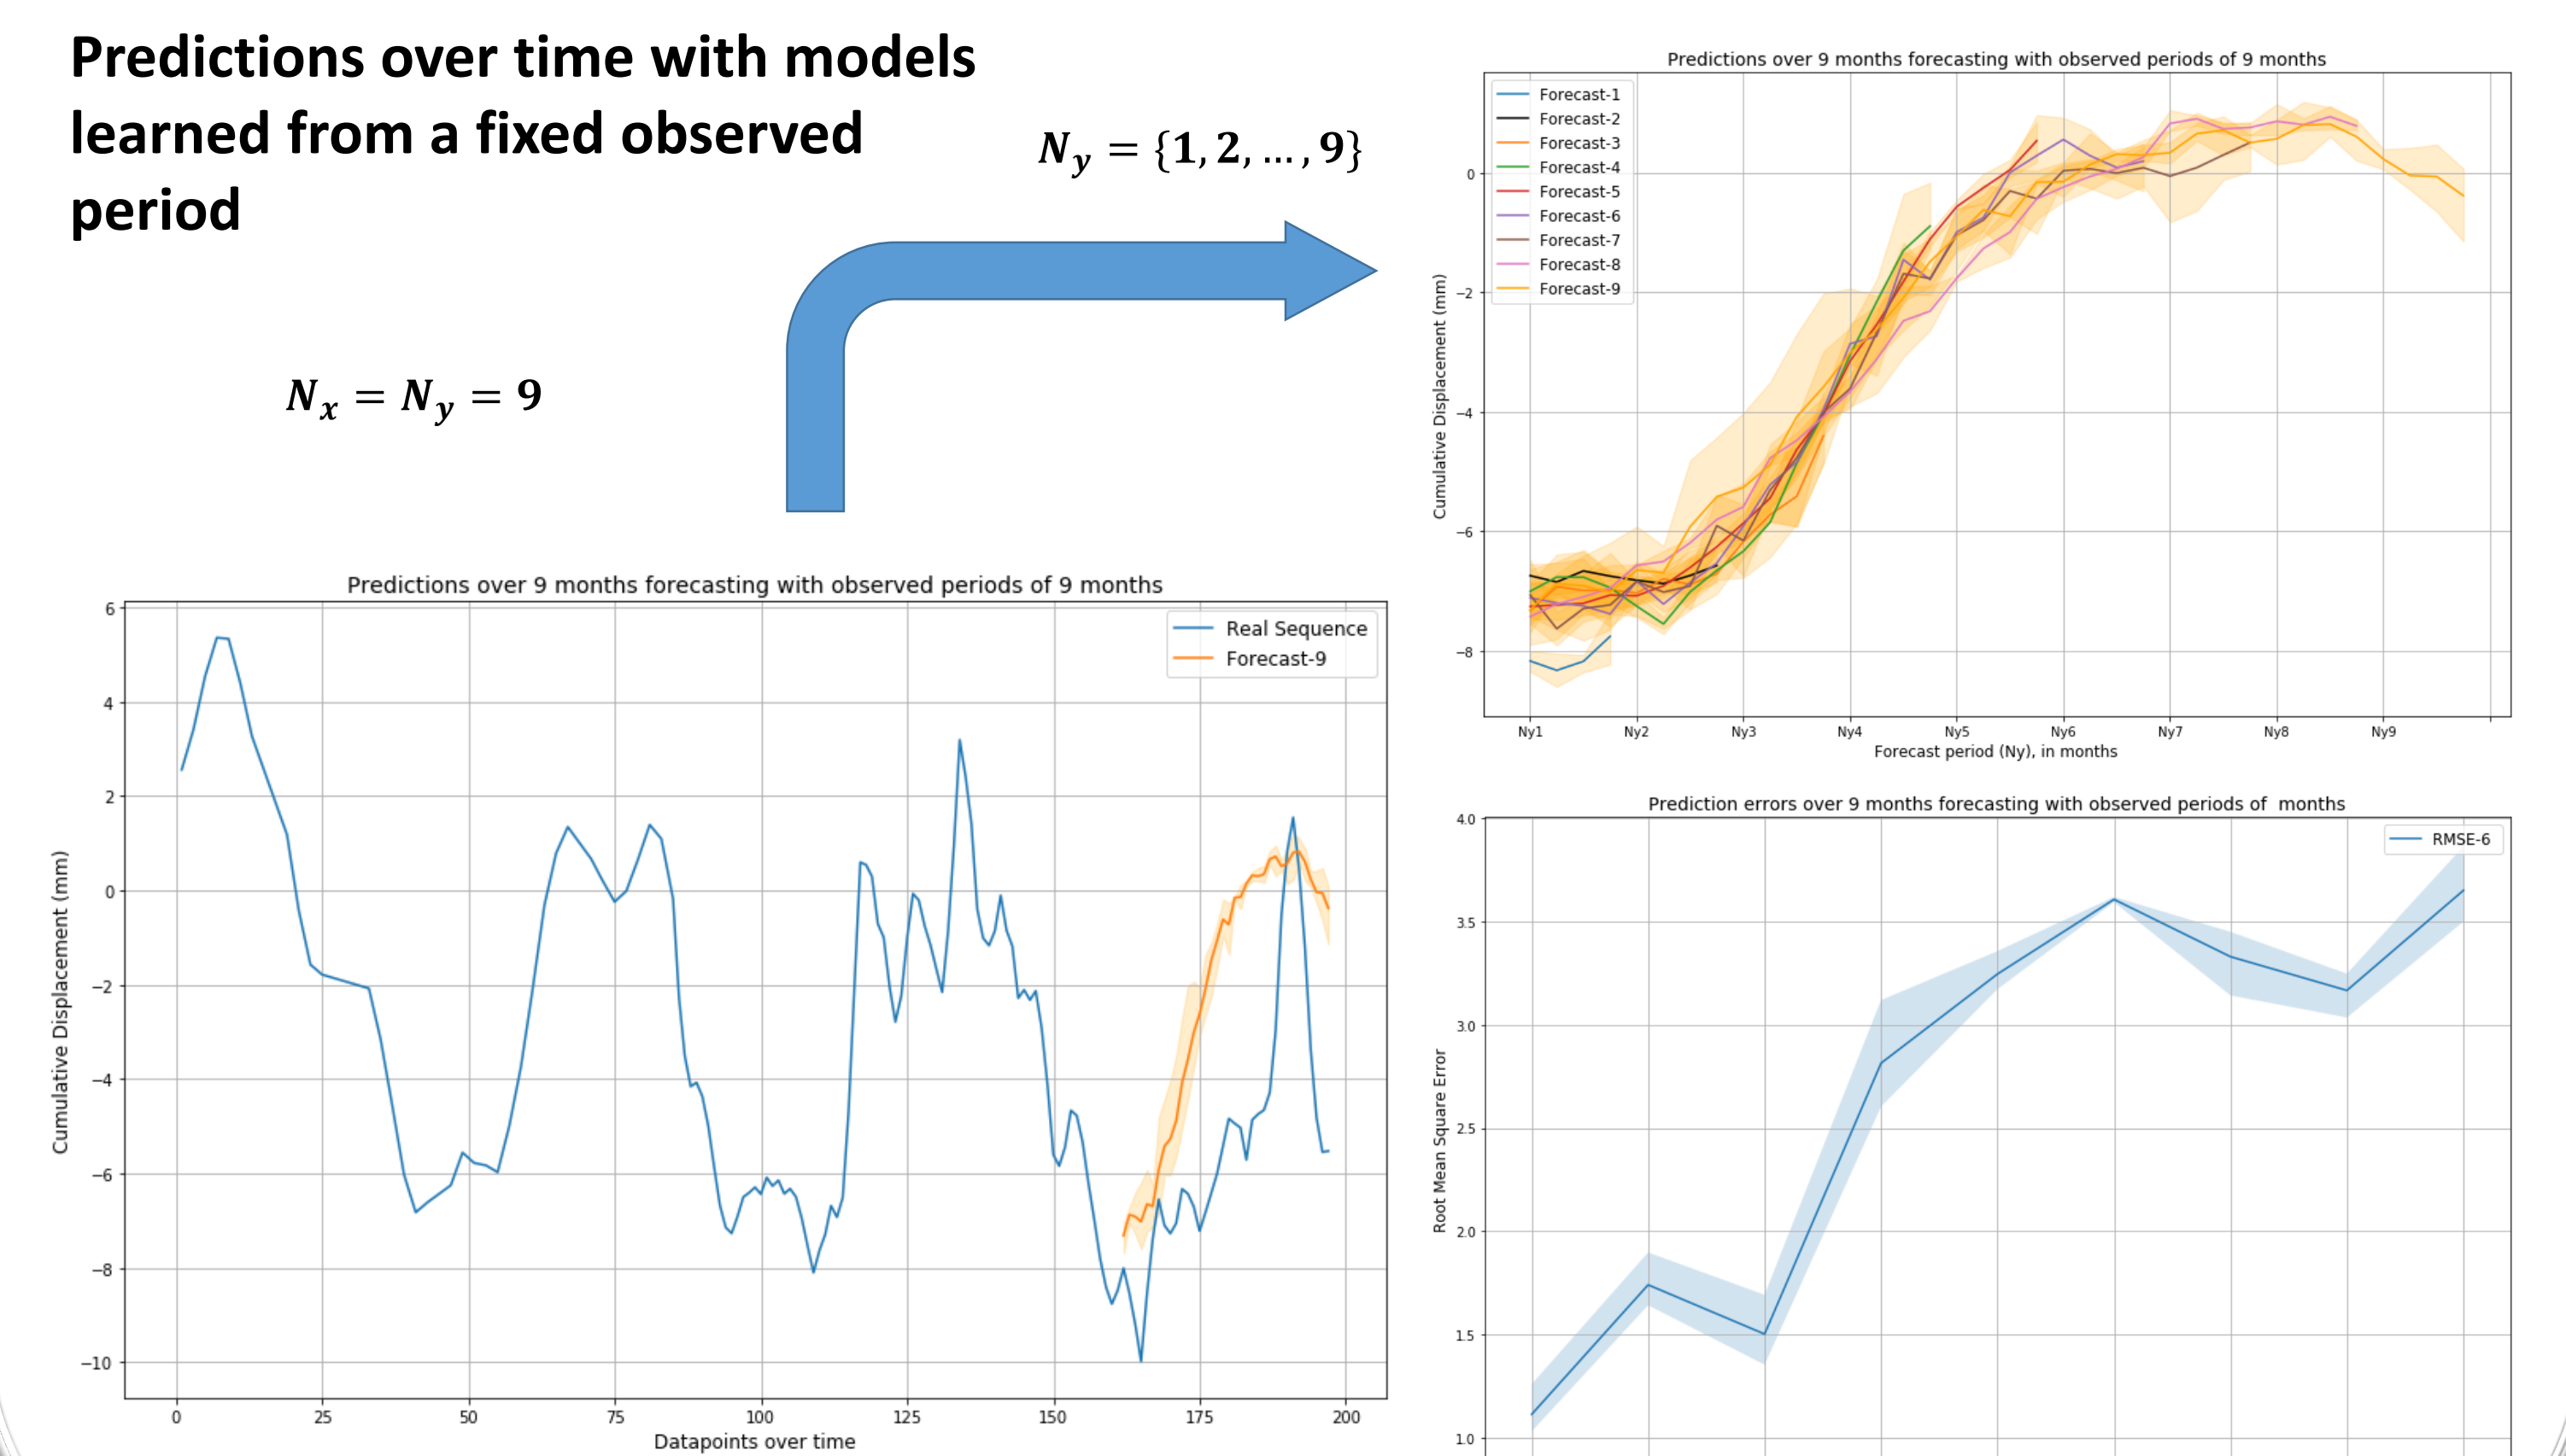 Predictions over time with models
learned from a fixed observed
period
N_y = {1, 2, …, 9}
N_x = N_y = 9
Predictions over 9 months forecasting with observed periods of 9 months
6
4
2
0
−2
−4
−6
−8
−10
Cumulative Displacement (mm)
Real Sequence
Forecast-9
0 25 50 75 100 125 150 175 200
Datapoints over time
Predictions over 9 months forecasting with observed periods of 9 months
Forecast-1
Forecast-2
Forecast-3
Forecast-4
Forecast-5
Forecast-6
Forecast-7
Forecast-8
Forecast-9
0
−2
−4
−6
−8
Cumulative Displacement (mm)
Ny1 Ny2 Ny3 Ny4 Ny5 Ny6 Ny7 Ny8 Ny9
Forecast period (Ny), in months
Prediction errors over 9 months forecasting with observed periods of  months
RMSE-6
4.0
3.5
3.0
2.5
2.0
1.5
1.0
Root Mean Square Error